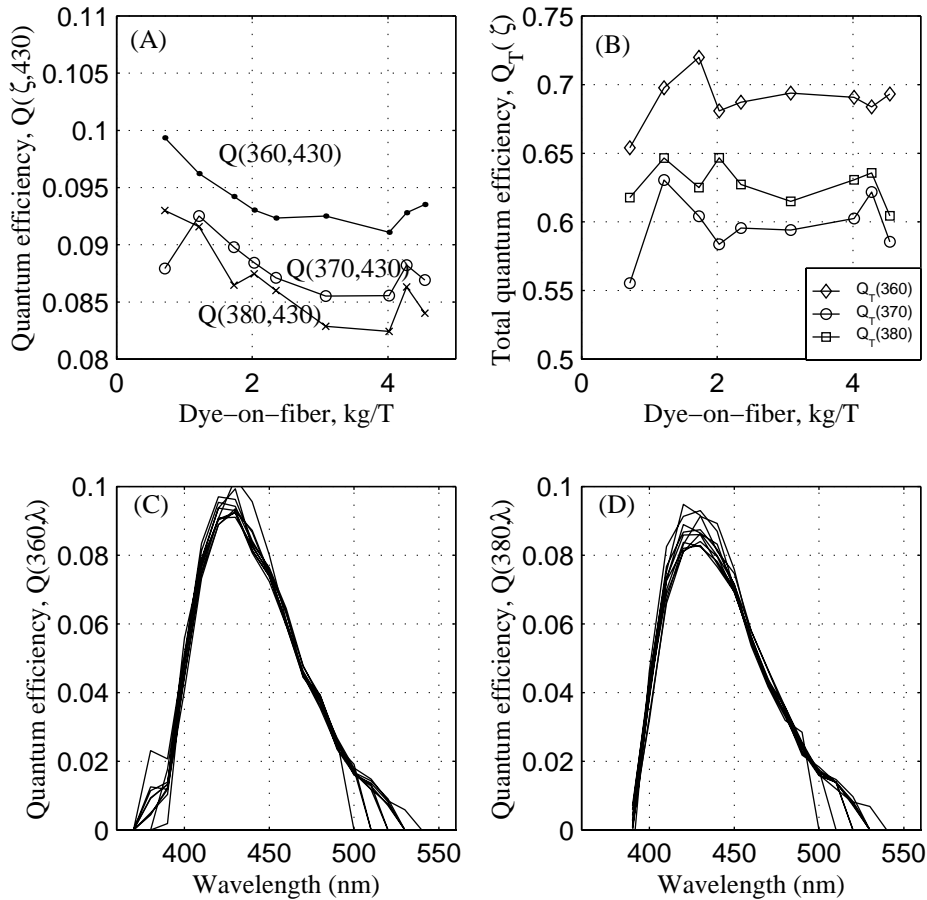 (A)
Quantum efficiency, Q(ζ,430)
0.11
0.105
0.1
0.095
0.09
0.085
0.08
Q(360,430)
Q(370,430)
Q(380,430)
0
2
4
Dye−on−fiber, kg/T
(B)
Total quantum efficiency, Q_T(ζ)
0.75
0.7
0.65
0.6
0.55
0.5
Q_T(360)
Q_T(370)
Q_T(380)
0
2
4
Dye−on−fiber, kg/T
(C)
Quantum efficiency, Q(360,λ)
0.1
0.08
0.06
0.04
0.02
0
400
450
500
550
Wavelength (nm)
(D)
Quantum efficiency, Q(380,λ)
0.1
0.08
0.06
0.04
0.02
0
400
450
500
550
Wavelength (nm)